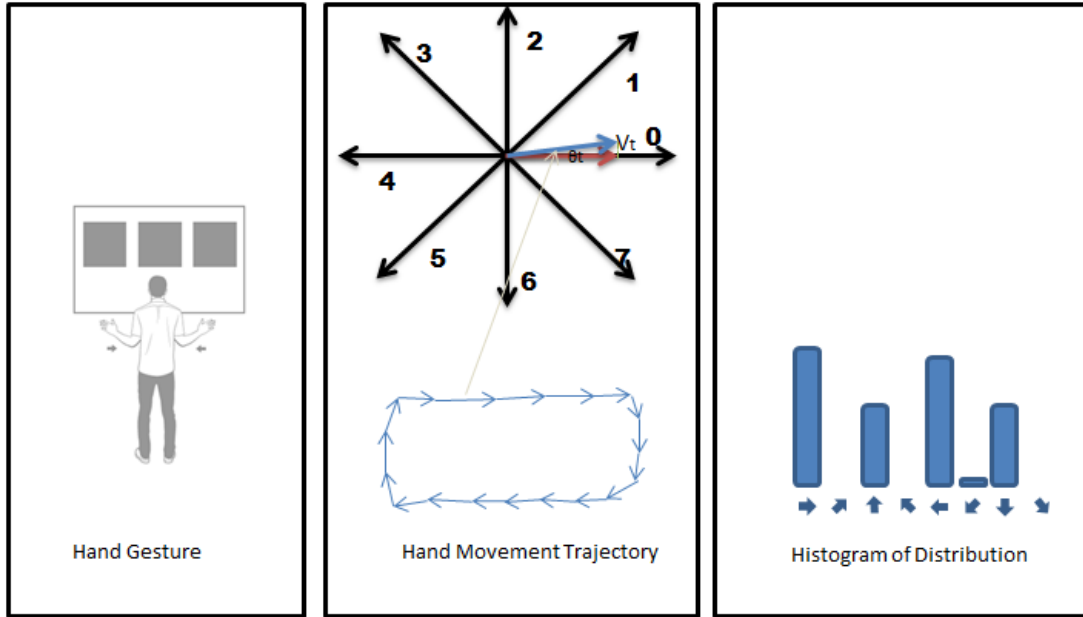 Hand Gesture
2
3
1
0
Vt
θt
4
5
7
6
Hand Movement Trajectory
Histogram of Distribution